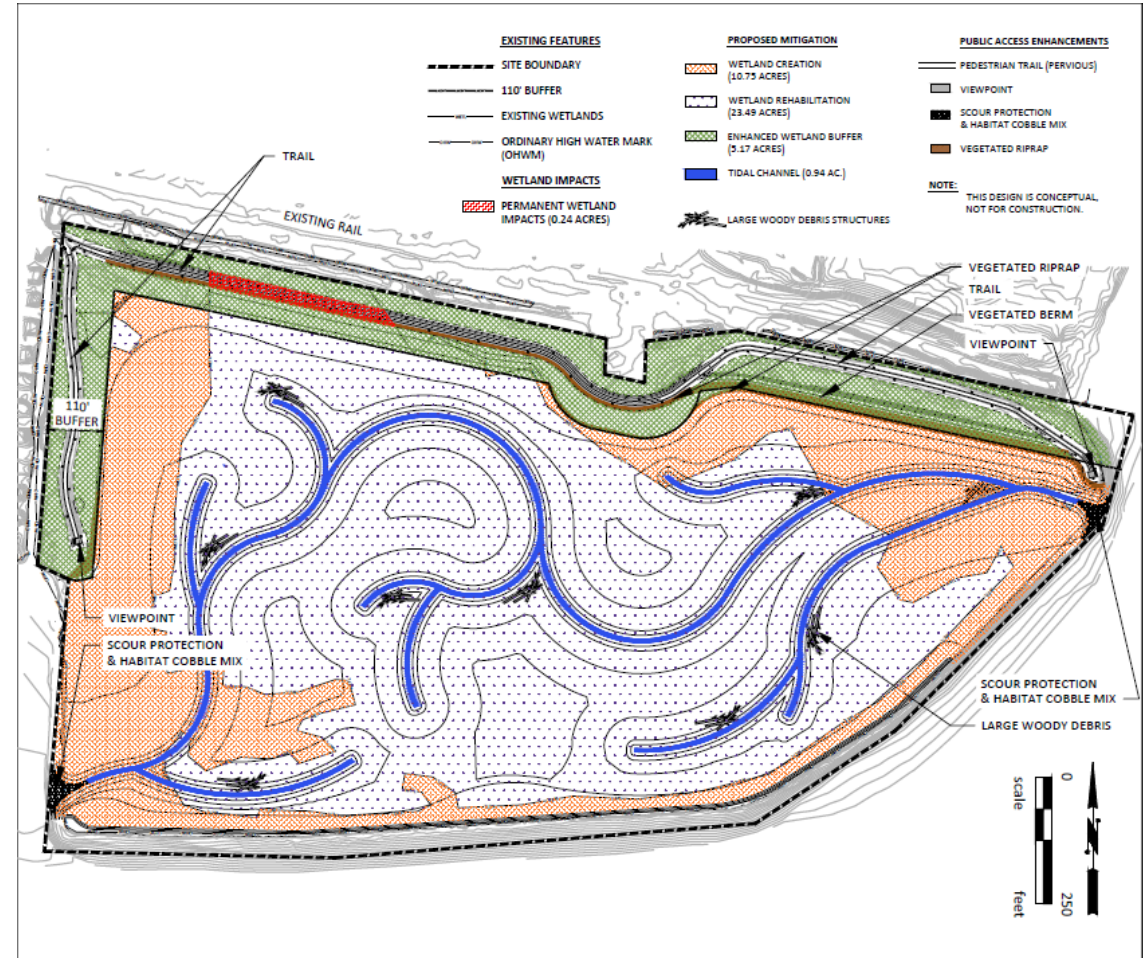 EXISTING FEATURES
SITE BOUNDARY
110' BUFFER
EXISTING WETLANDS
ORDINARY HIGH WATER MARK
(OHWM)
WETLAND IMPACTS
PERMANENT WETLAND
IMPACTS (0.24 ACRES)
PROPOSED MITIGATION
WETLAND CREATION
(10.75 ACRES)
WETLAND REHABILITATION
(23.49 ACRES)
ENHANCED WETLAND BUFFER
(5.17 ACRES)
TIDAL CHANNEL (0.94 AC.)
LARGE WOODY DEBRIS STRUCTURES
PUBLIC ACCESS ENHANCEMENTS
PEDESTRIAN TRAIL (PERVIOUS)
VIEWPOINT
SCOUR PROTECTION
& HABITAT COBBLE MIX
VEGETATED RIPRAP
NOTE:
THIS DESIGN IS CONCEPTUAL,
NOT FOR CONSTRUCTION.
TRAIL
EXISTING RAIL
VEGETATED RIPRAP
TRAIL
VEGETATED BERM
VIEWPOINT
110'
BUFFER
VIEWPOINT
SCOUR PROTECTION
& HABITAT COBBLE MIX
SCOUR PROTECTION
& HABITAT COBBLE MIX
LARGE WOODY DEBRIS
0
scale
N
250
feet